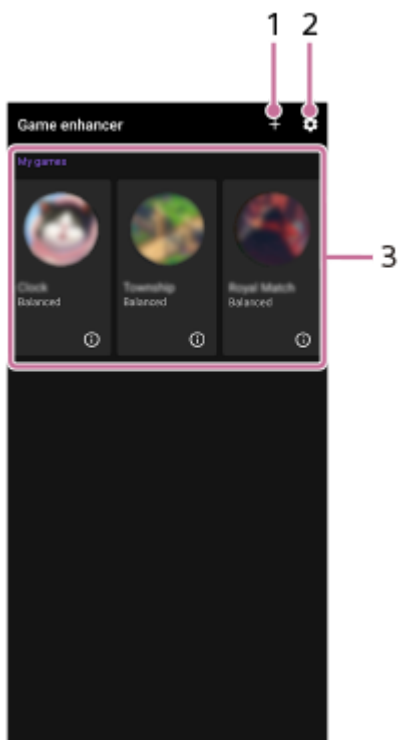 1 2
Game enhancer
My games
3
Clock Township Royal Match
Balanced Balanced Balanced